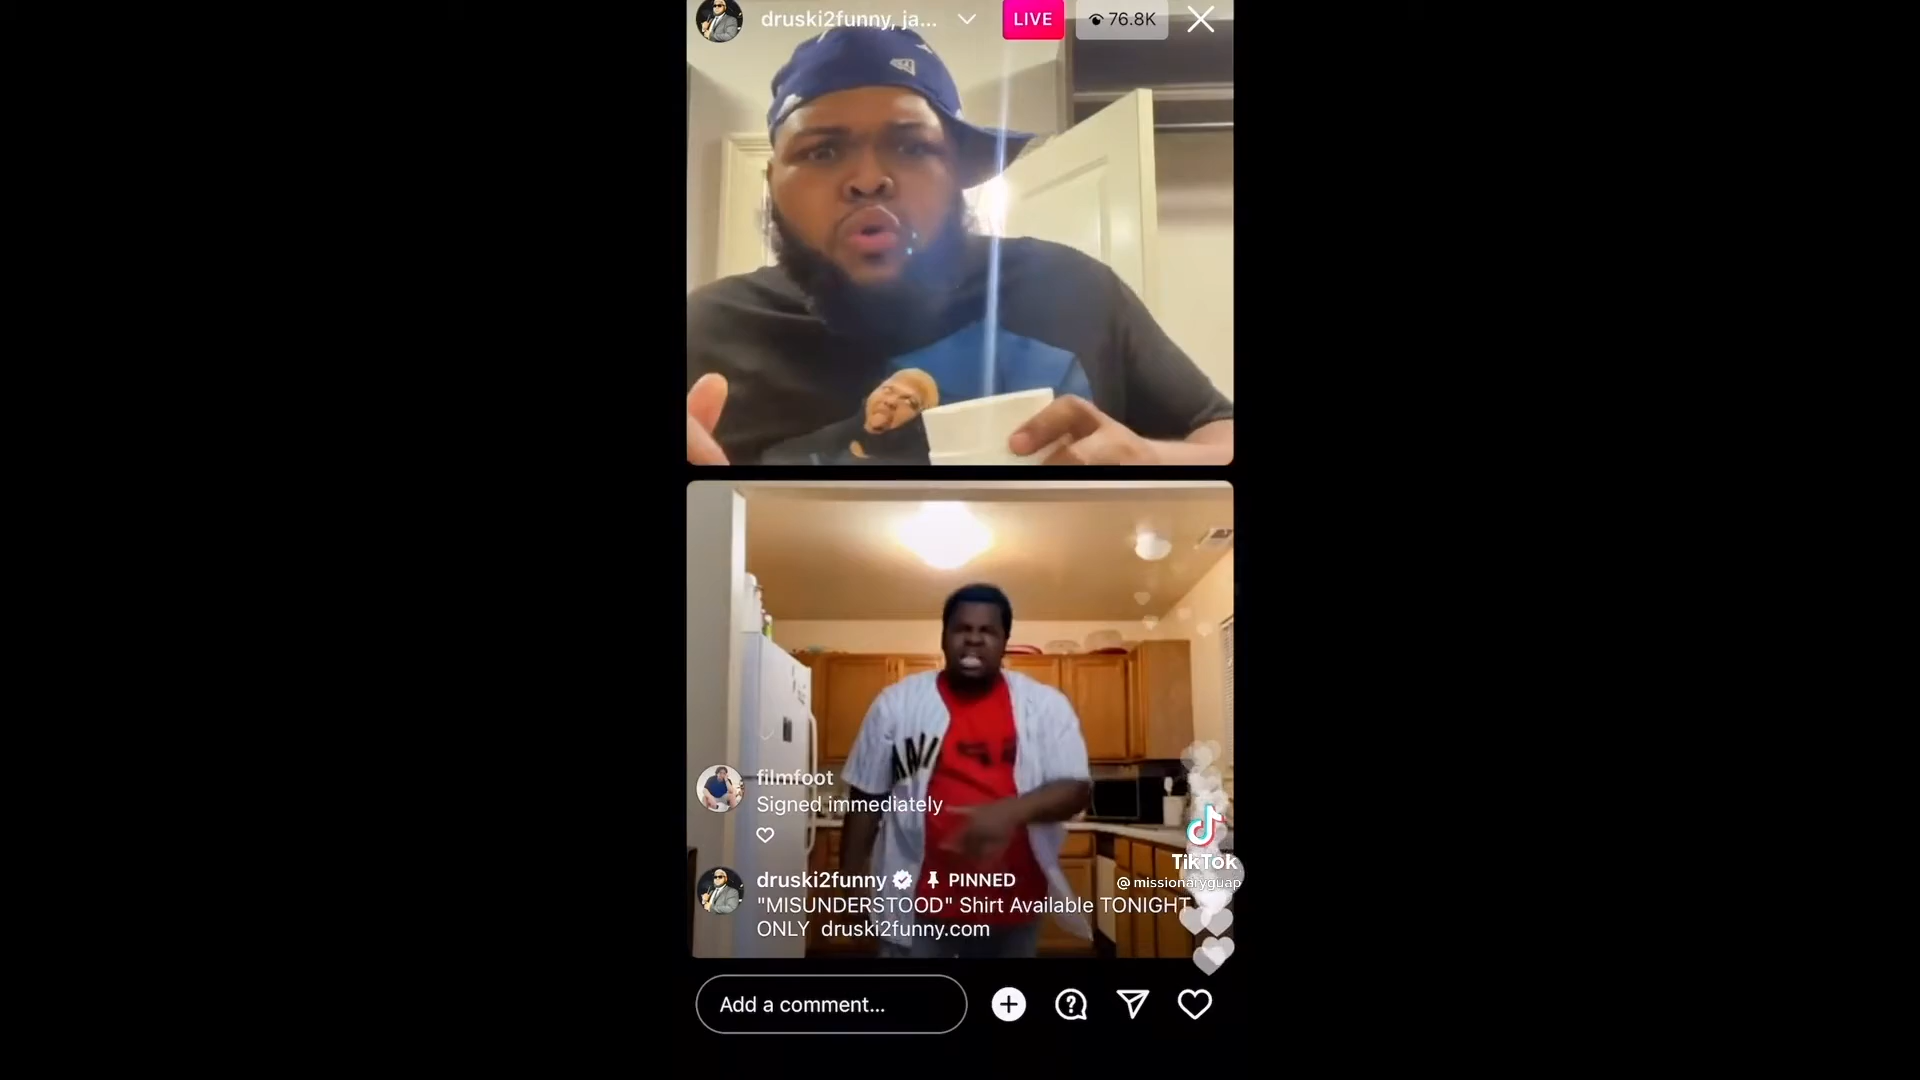 druski2funny, ja...
LIVE
76.8K
filmfoot
Signed immediately
druski2funny PINNED
"MISUNDERSTOOD" Shirt Available TONIGHT
ONLY druski2funny.com
TikTok
@missionaryguap
Add a comment...